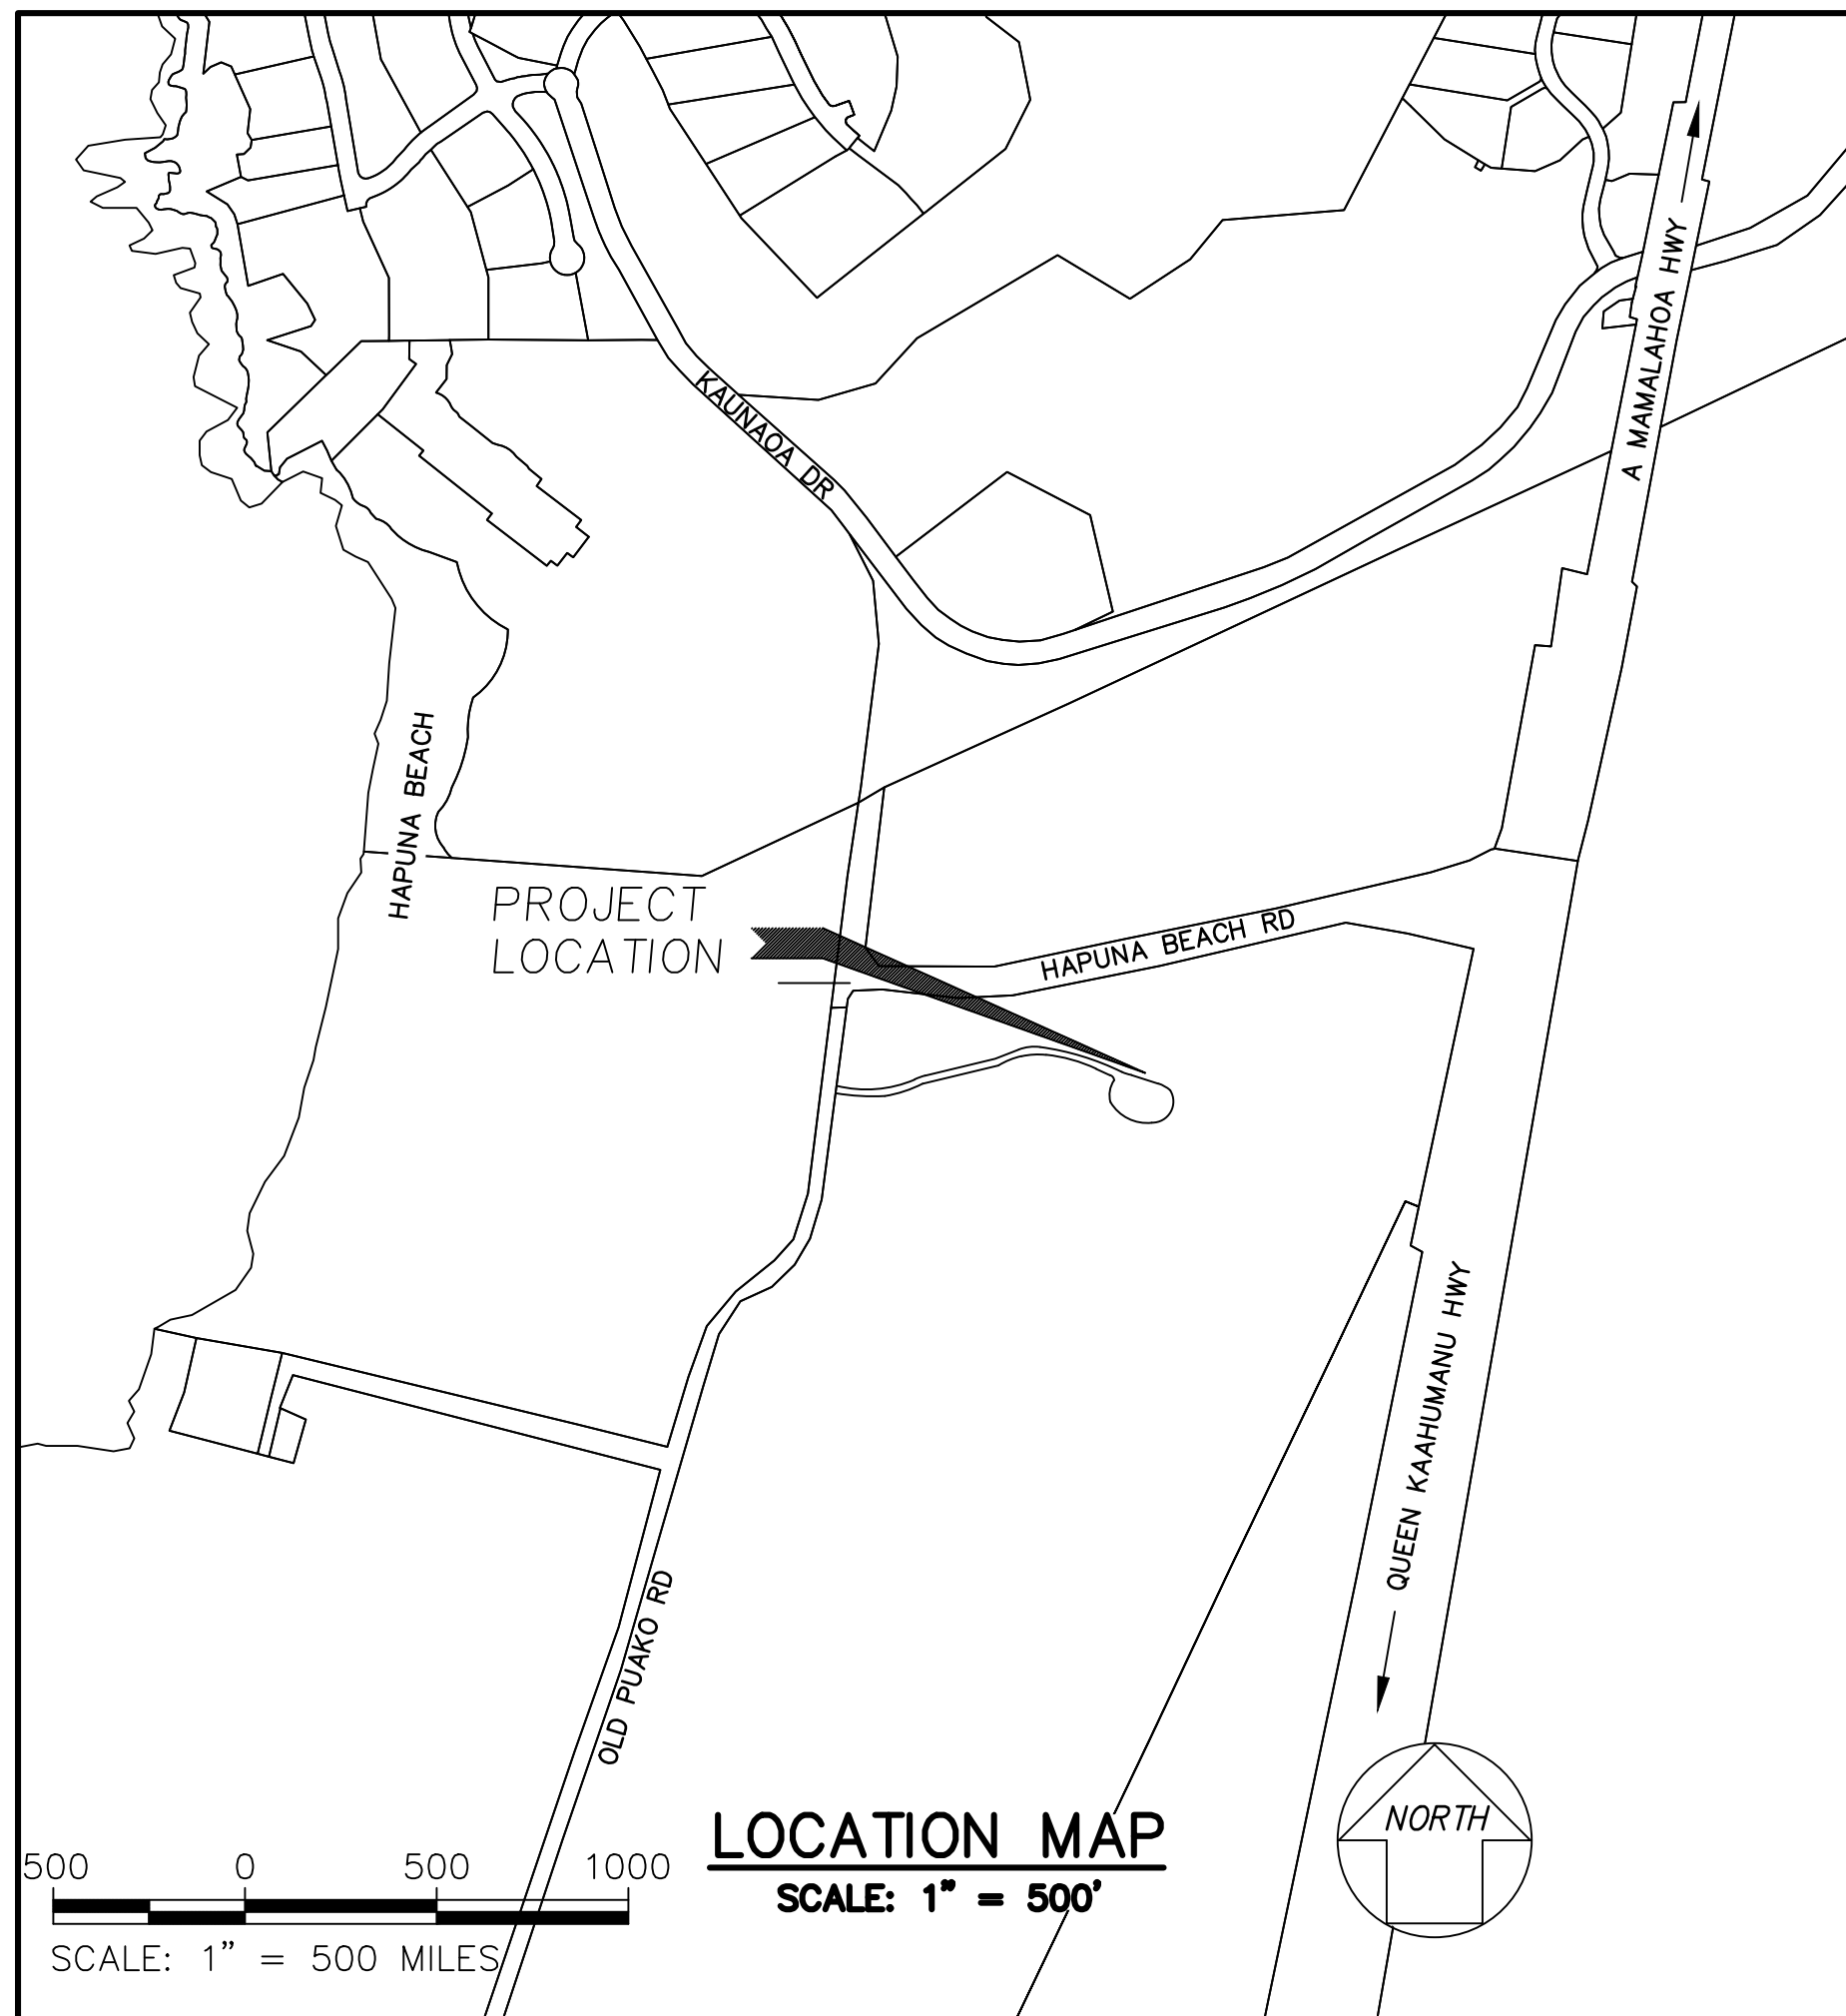 KAUNAOA DR
A MAMALAHOA HWY
HAPUNA BEACH
PROJECT
LOCATION
HAPUNA BEACH RD
QUEEN KAAHUMANU HWY
OLD PUAKO RD
NORTH
LOCATION MAP
SCALE: 1" = 500'
500 0 500 1000
SCALE: 1" = 500 MILES